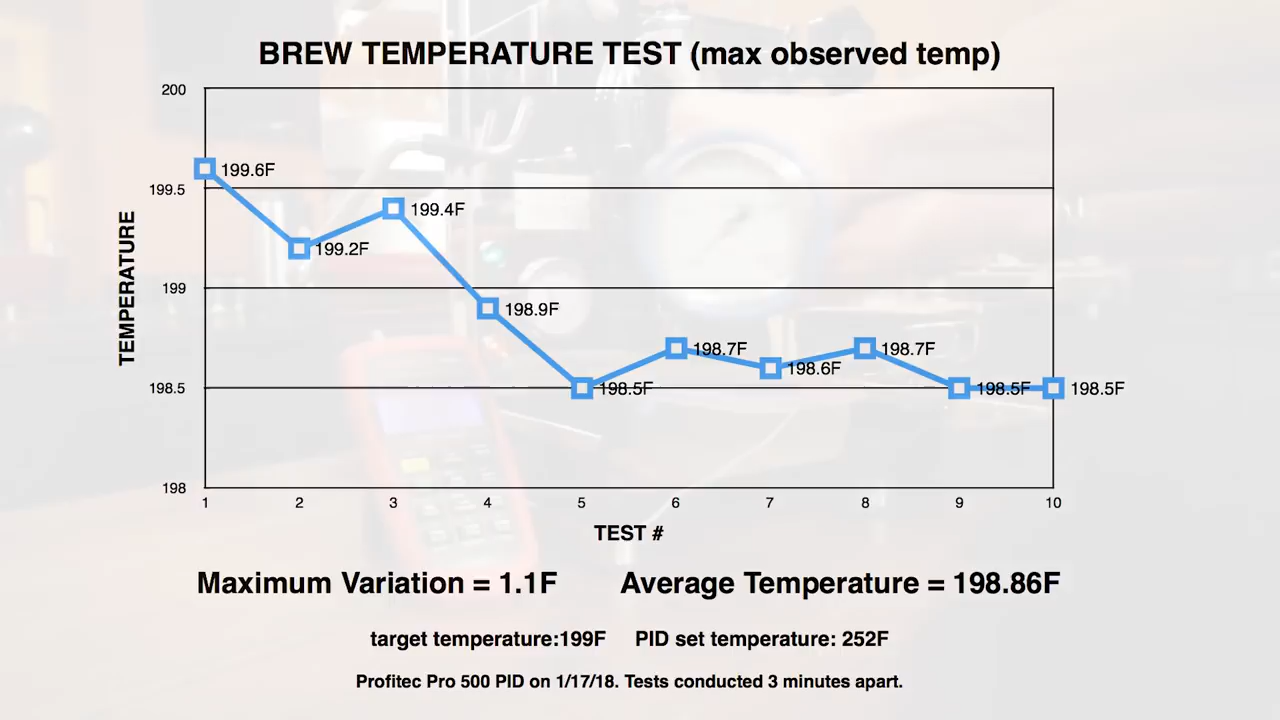 BREW TEMPERATURE TEST (max observed temp)
200
199.6F
199.5
199.4F
199.2F
TEMPERATURE
199
198.9F
198.7F
198.7F
198.6F
198.5
198.5F
198.5F
198.5F
198
1 2 3 4 5 6 7 8 9 10
TEST #
Maximum Variation = 1.1F Average Temperature = 198.86F
target temperature:199F PID set temperature: 252F
Profitec Pro 500 PID on 1/17/18. Tests conducted 3 minutes apart.